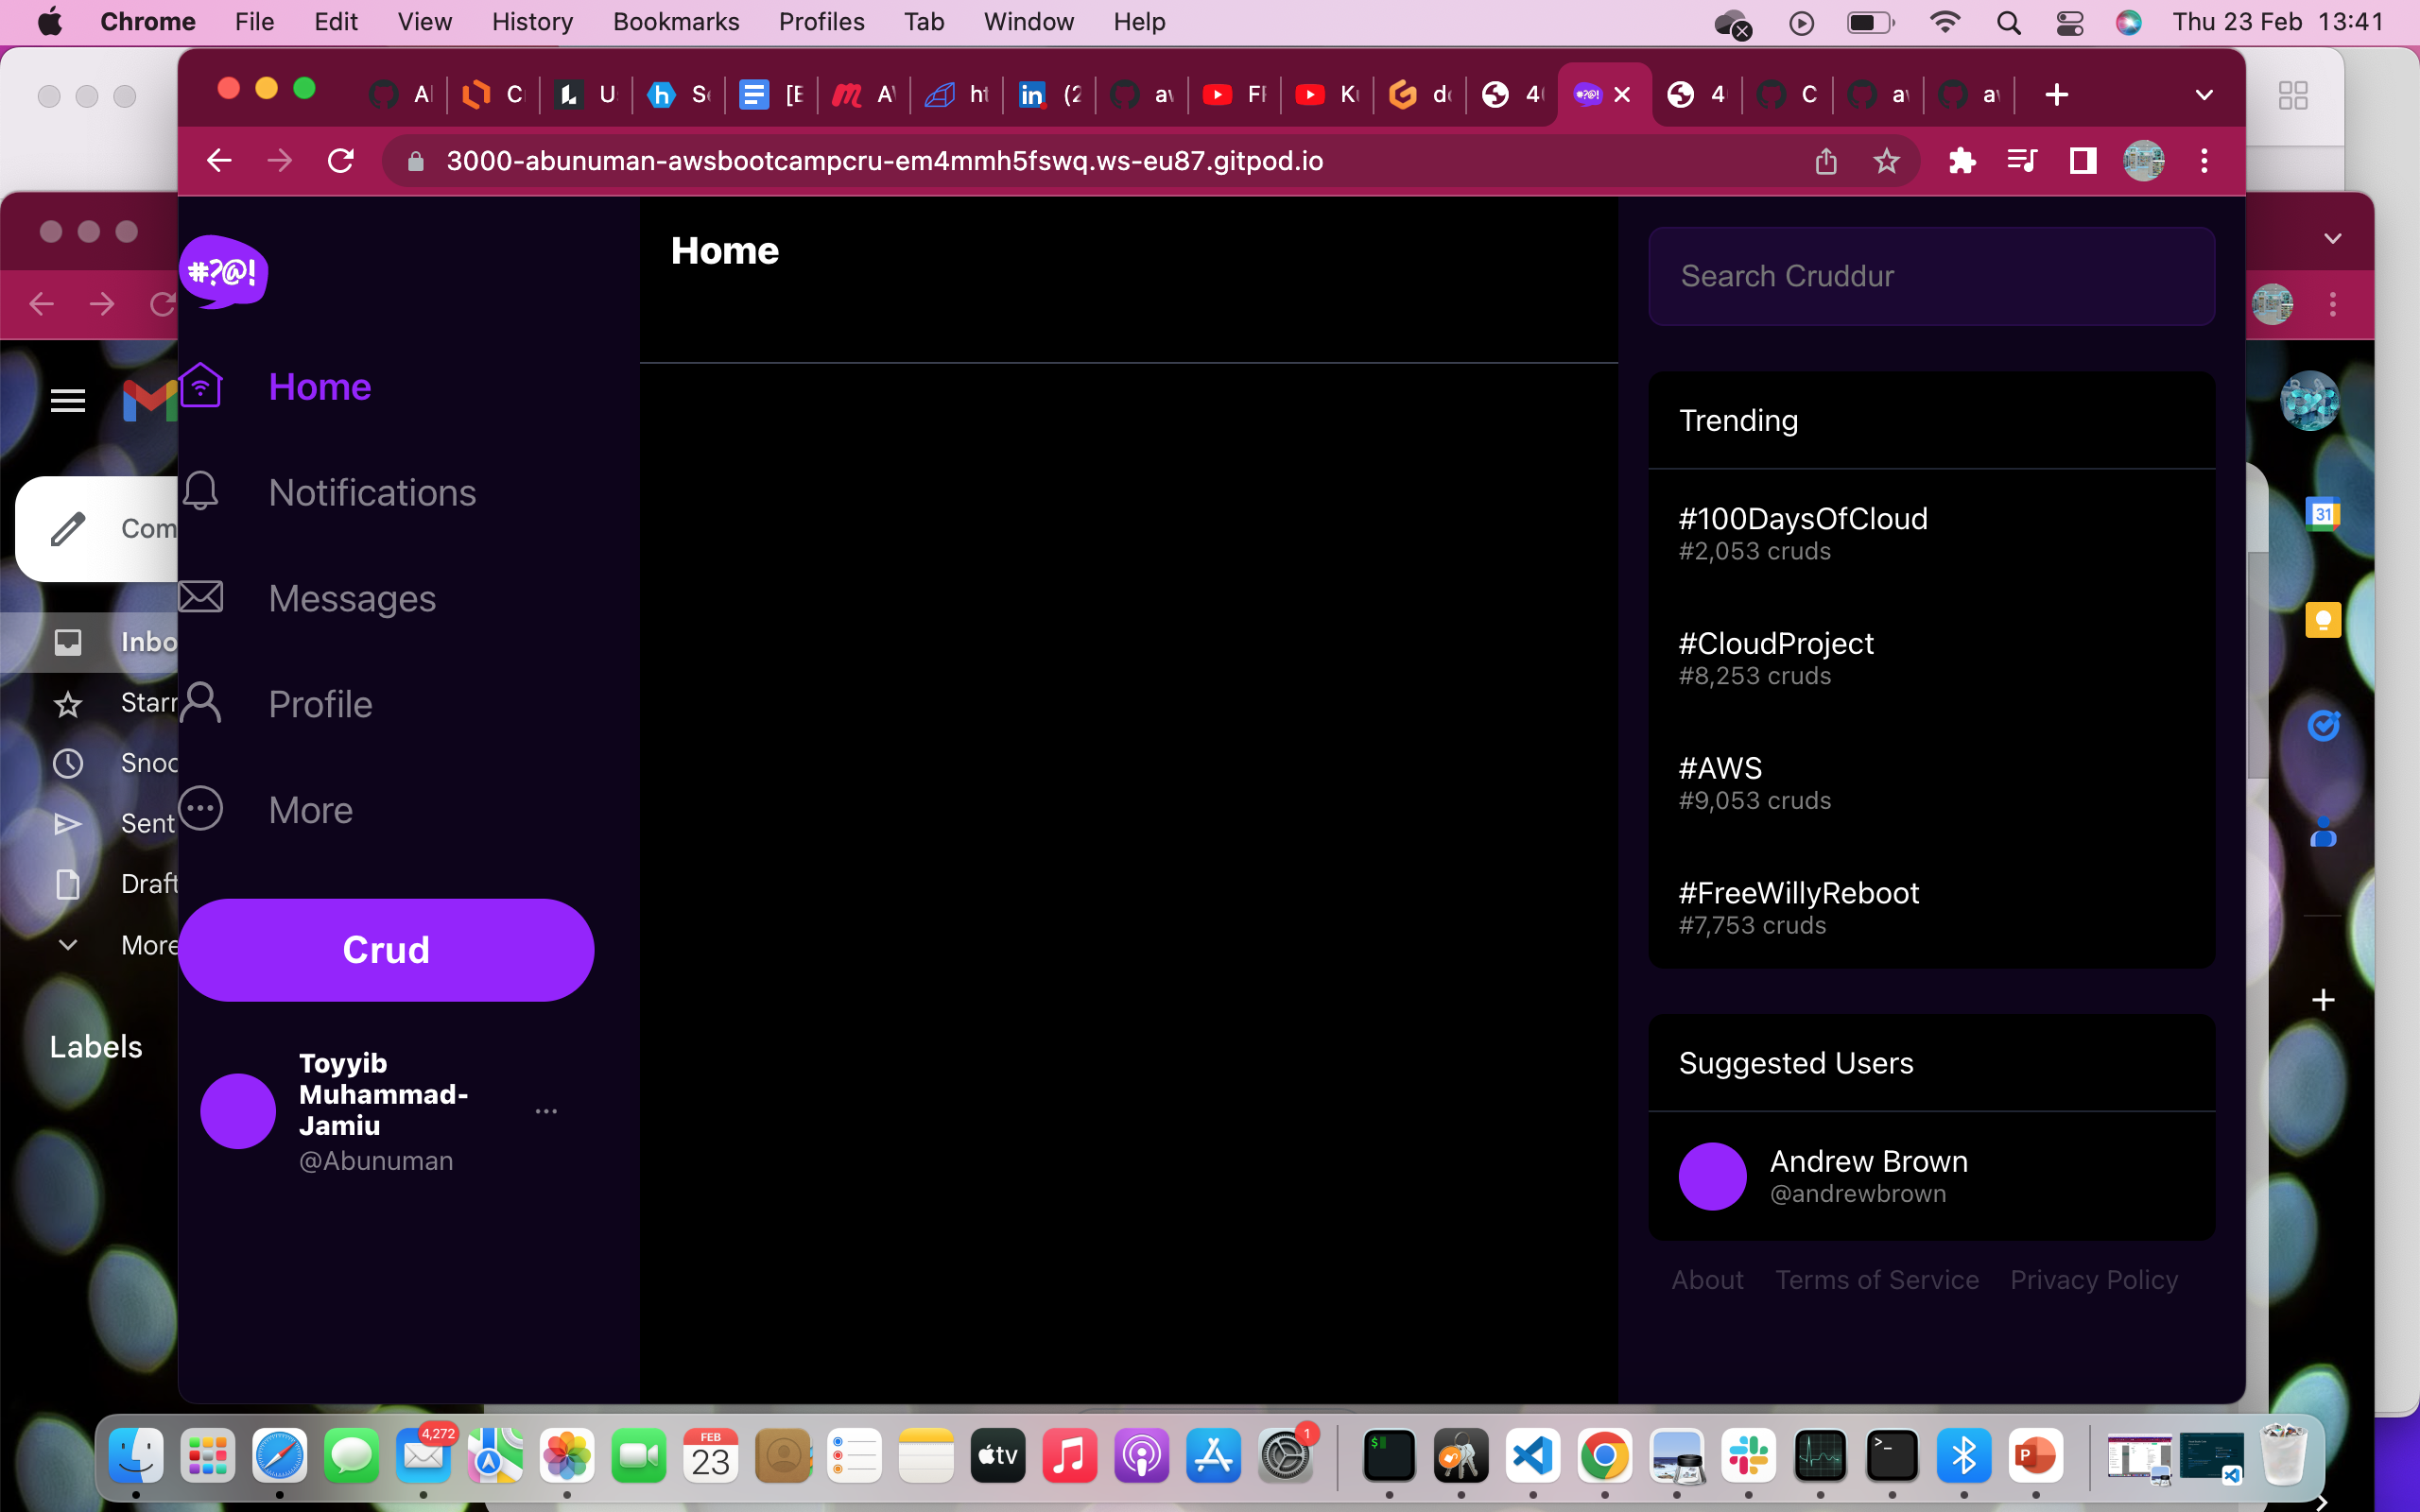 Chrome File Edit View History Bookmarks Profiles Tab Window Help Thu 23 Feb 13:41
3000-abunuman-awsbootcampcru-em4mmh5fswq.ws-eu87.gitpod.io
#?@!
Home
Notifications
Messages
Profile
More
Crud
Toyyib
Muhammad-
Jamiu
@Abunuman
Home
Search Cruddur
Trending
#100DaysOfCloud
#2,053 cruds
#CloudProject
#8,253 cruds
#AWS
#9,053 cruds
#FreeWillyReboot
#7,753 cruds
Suggested Users
Andrew Brown
@andrewbrown
About Terms of Service Privacy Policy
Com
Inbo
Starr
Snoo
Sent
Draft
More
Labels
31
4,272
FEB
23
tv
1